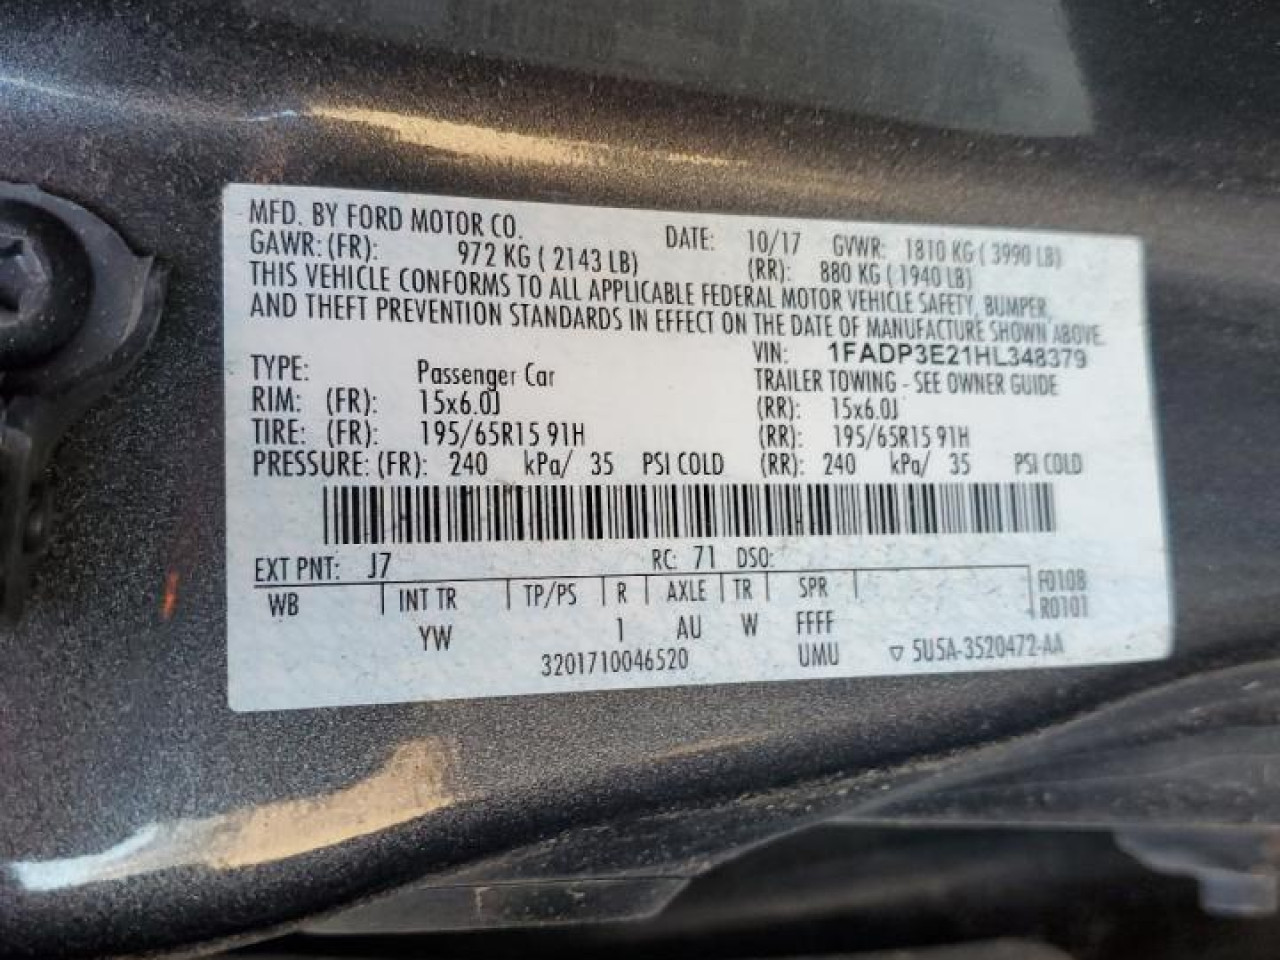 MFD. BY FORD MOTOR CO. DATE: 10/17 GVWR: 1810 KG ( 3990 LB)
GAWR: (FR): 972 KG ( 2143 LB) (RR): 880 KG ( 1940 LB)
THIS VEHICLE CONFORMS TO ALL APPLICABLE FEDERAL MOTOR VEHICLE SAFETY, BUMPER,
AND THEFT PREVENTION STANDARDS IN EFFECT ON THE DATE OF MANUFACTURE SHOWN ABOVE.
VIN: 1FADP3E21HL348379
TYPE: Passenger Car TRAILER TOWING - SEE OWNER GUIDE
RIM: (FR): 15x6.0J (RR): 15x6.0J
TIRE: (FR): 195/65R15 91H (RR): 195/65R15 91H
PRESSURE: (FR): 240 kPa/ 35 PSI COLD (RR): 240 kPa/ 35 PSI COLD
EXT PNT: J7 RC: 71 DSO:
WB INT TR TP/PS R AXLE TR SPR F0108
R0101
YW 1 AU W FFFF
3201710046520 UMU ▽ 5U5A-3520472-AA